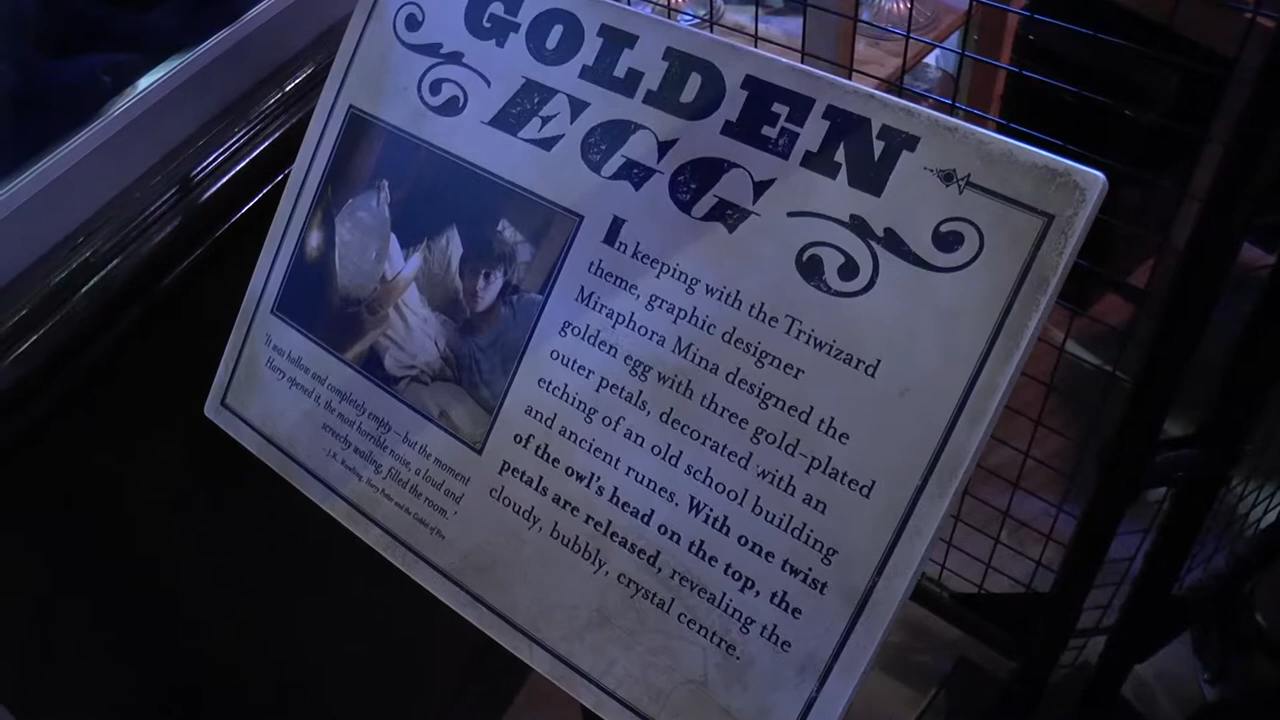 GOLDEN
EGG
In keeping with the Triwizard
theme, graphic designer
Miraphora Mina designed the
golden egg with three gold-plated
outer petals, decorated with an
etching of an old school building
and ancient runes. With one twist
of the owl's head on the top, the
petals are released, revealing the
cloudy, bubbly, crystal centre.
'It was hollow and completely empty – but the moment
Harry opened it, the most horrible noise, a loud and
screechy wailing, filled the room.'
– J.K. Rowling, Harry Potter and the Goblet of Fire